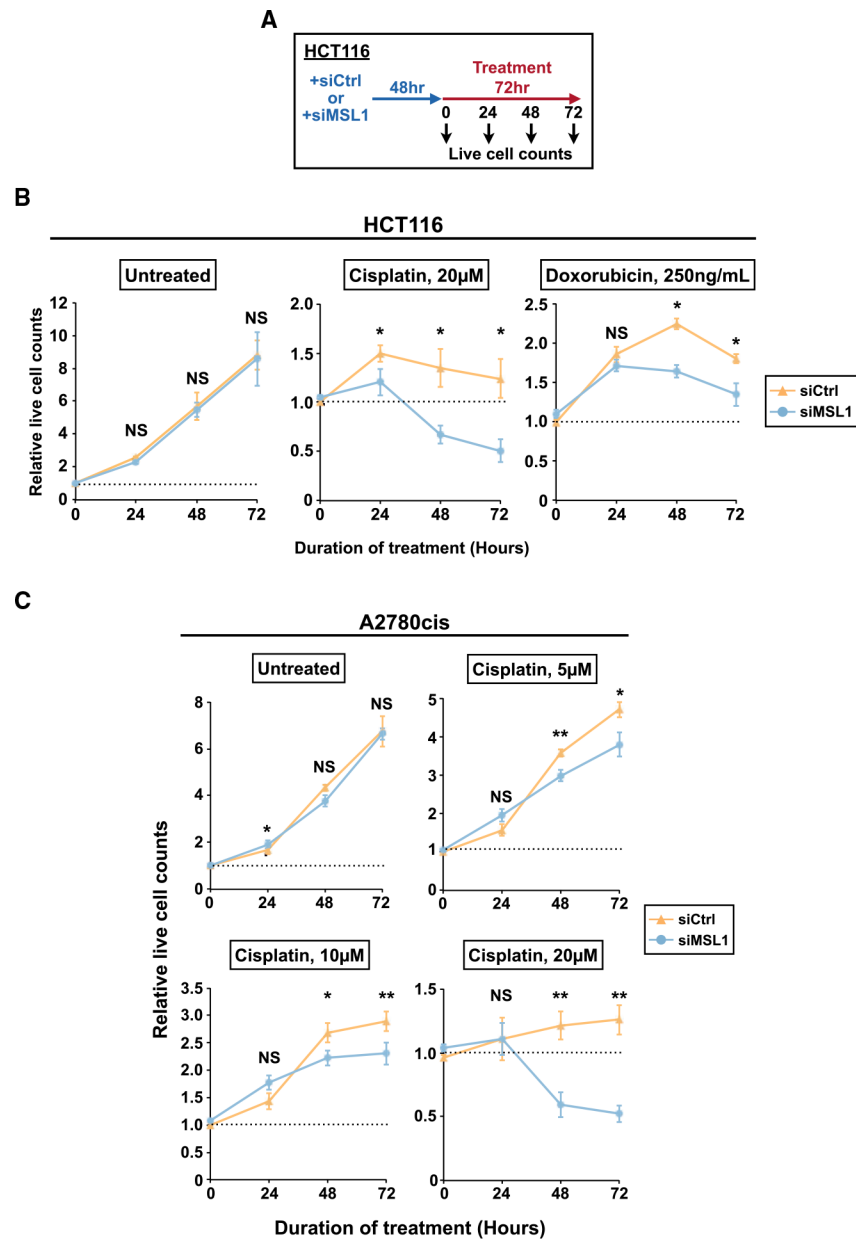 A
HCT116
+siCtrl
or
+siMSL1
48hr
Treatment
72hr
0 24 48 72
Live cell counts
B
HCT116
Untreated
Cisplatin, 20µM
Doxorubicin, 250ng/mL
Relative live cell counts
12
10
8
6
4
2
0
NS
NS
NS
0 24 48 72
2.0
1.5
1.0
0.5
0
* * *
0 24 48 72
2.5
2.0
1.5
1.0
0.5
0
NS
*
*
0 24 48 72
siCtrl
siMSL1
Duration of treatment (Hours)
C
A2780cis
Untreated
Cisplatin, 5µM
Relative live cell counts
8
6
4
2
0
*
NS
NS
0 24 48 72
5
4
3
2
1
0
NS
**
*
0 24 48 72
siCtrl
siMSL1
Cisplatin, 10µM
Cisplatin, 20µM
3.5
3.0
2.5
2.0
1.5
1.0
0
NS
*
**
0 24 48 72
1.5
1.0
0.5
0
NS
**
**
0 24 48 72
Duration of treatment (Hours)